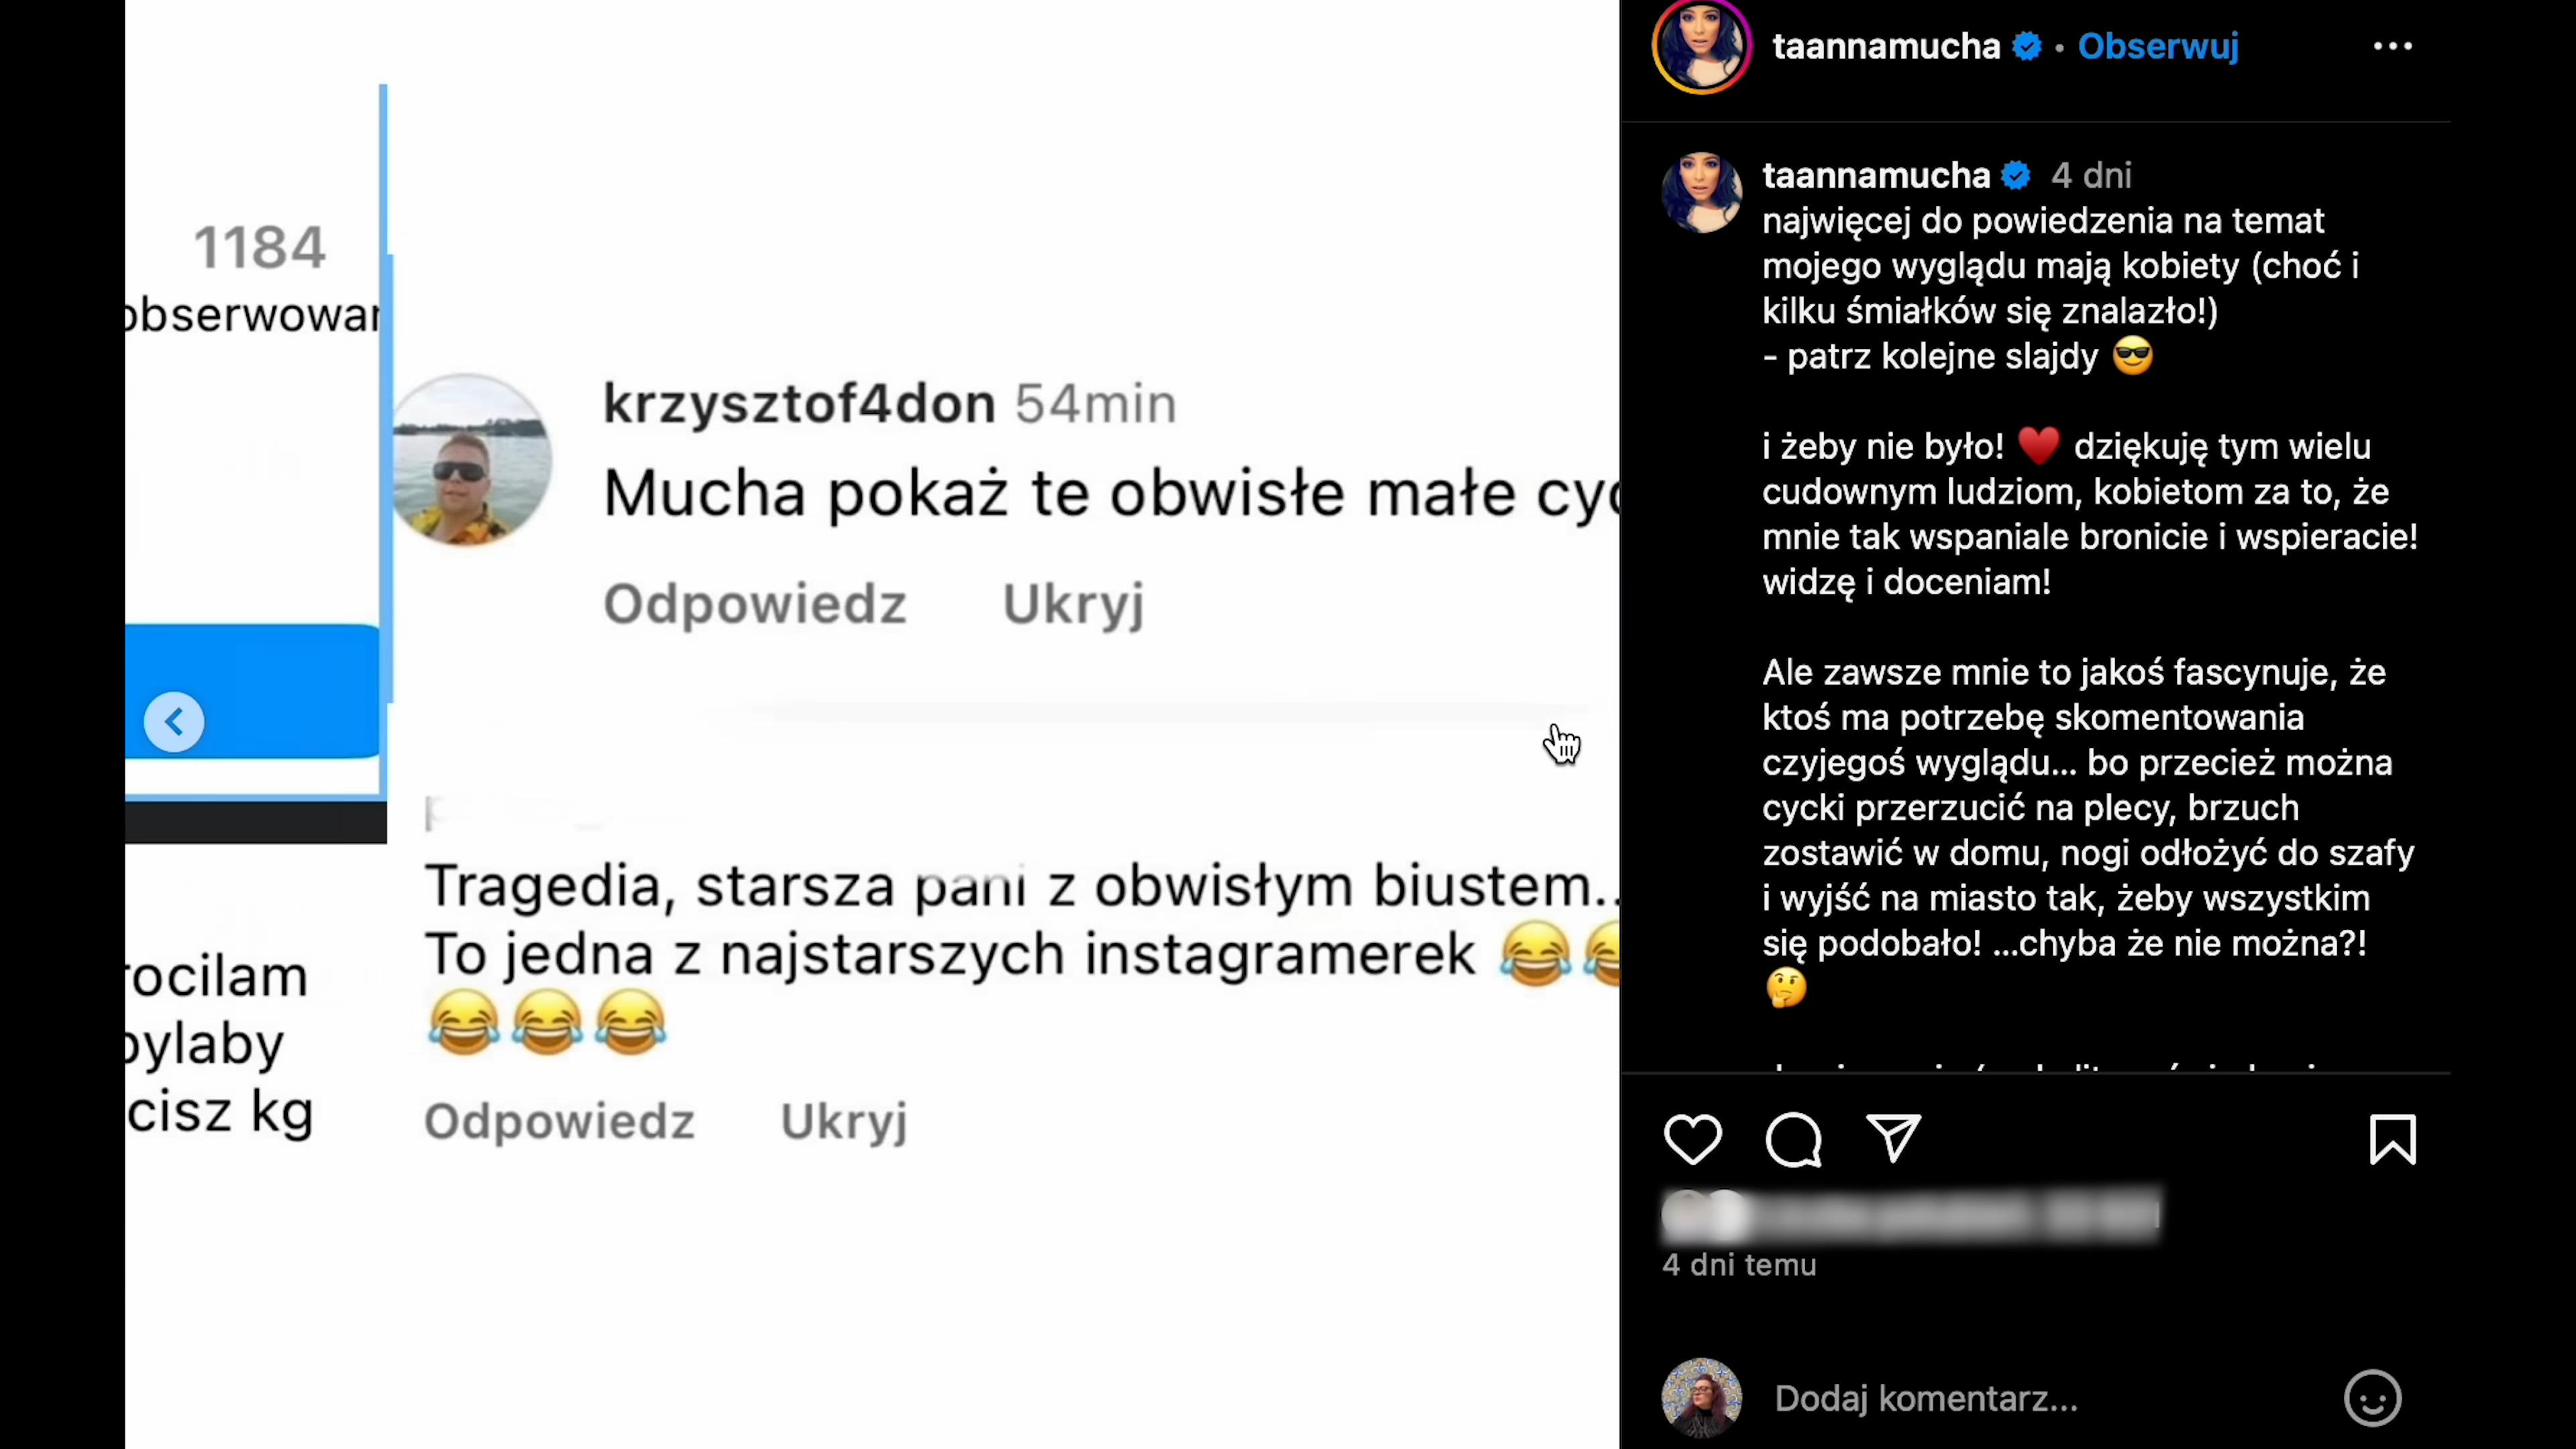 1184
obserwowan
krzysztof4don 54min
Mucha pokaż te obwisłe małe cyc
Odpowiedz Ukryj
Tragedia, starsza pani z obwisłym biustem..
To jedna z najstarszych instagramerek 😂😂
😂😂😂
Odpowiedz Ukryj
rocilam
bylaby
cisz kg
taannamucha • Obserwuj
taannamucha 4 dni
najwięcej do powiedzenia na temat
mojego wyglądu mają kobiety (choć i
kilku śmiałków się znalazło!)
- patrz kolejne slajdy 😎
i żeby nie było! ♥️ dziękuję tym wielu
cudownym ludziom, kobietom za to, że
mnie tak wspaniale bronicie i wspieracie!
widzę i doceniam!
Ale zawsze mnie to jakoś fascynuje, że
ktoś ma potrzebę skomentowania
czyjegoś wyglądu... bo przecież można
cycki przerzucić na plecy, brzuch
zostawić w domu, nogi odłożyć do szafy
i wyjść na miasto tak, żeby wszystkim
się podobało! ...chyba że nie można?!
🤔
4 dni temu
Dodaj komentarz...